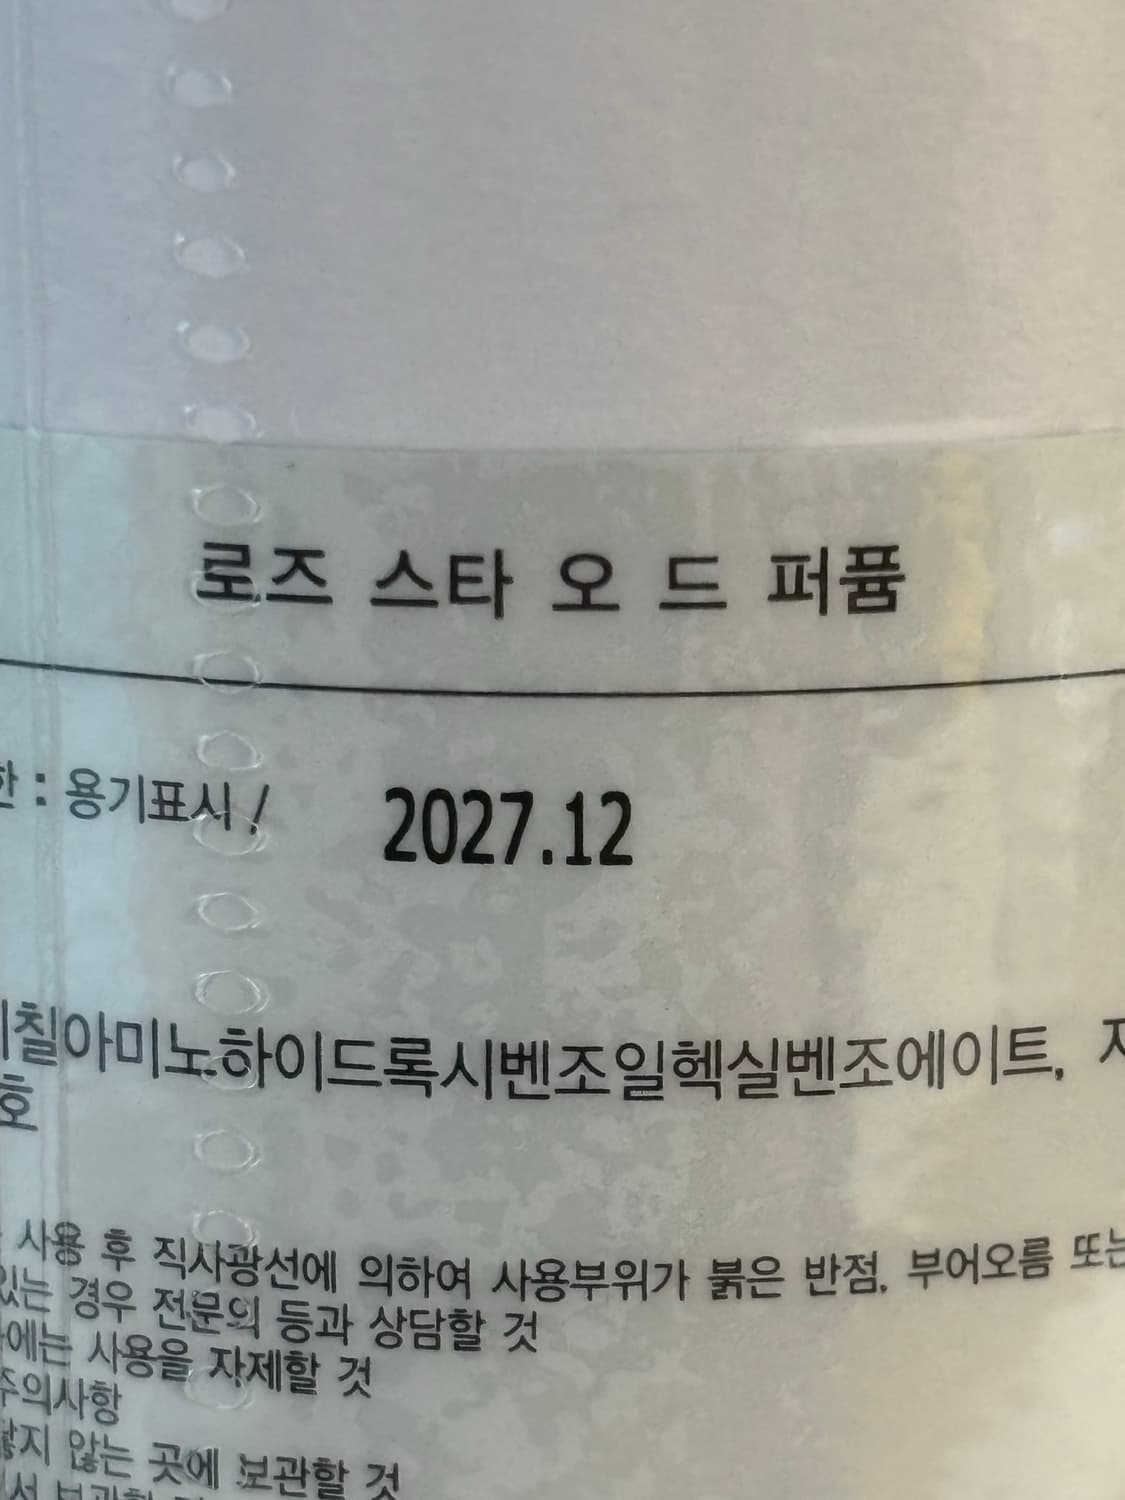 로즈 스타 오 드 퍼퓸
한 : 용기표시 / 2027.12
칠아미노하이드록시벤조일헥실벤조에이트,
호
사용 후 직사광선에 의하여 사용부위가 붉은 반점, 부어오름 또는
있는 경우 전문의 등과 상담할 것
에는 사용을 자제할 것
주의사항
닿지 않는 곳에 보관할 것